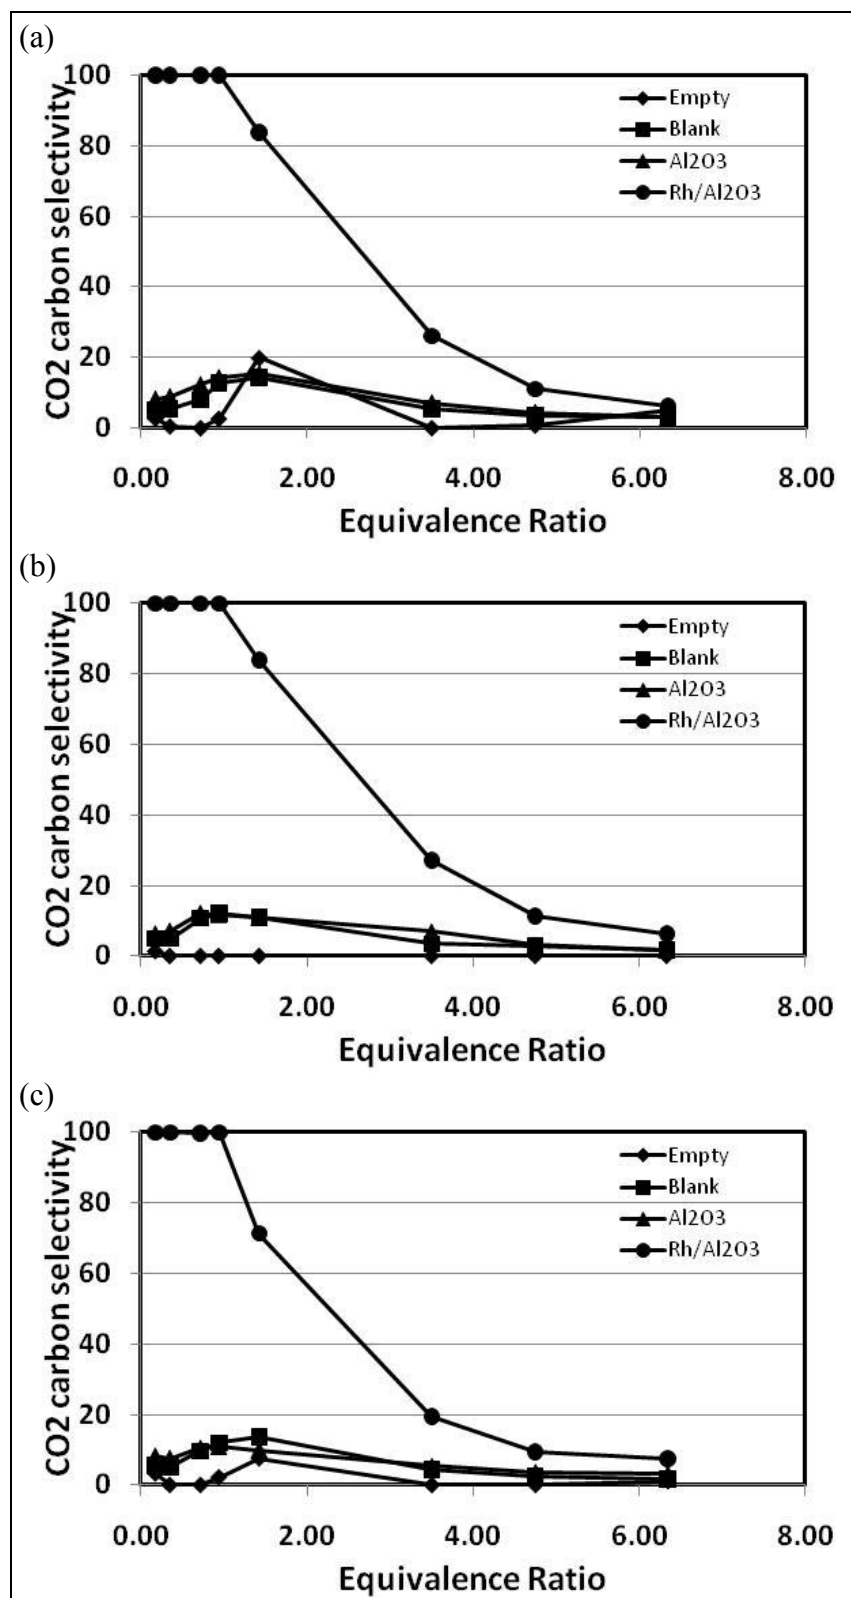 (a)
CO2 carbon selectivity
100
80
60
40
20
0
0.00 2.00 4.00 6.00 8.00
Equivalence Ratio
Empty
Blank
Al2O3
Rh/Al2O3
(b)
CO2 carbon selectivity
100
80
60
40
20
0
0.00 2.00 4.00 6.00 8.00
Equivalence Ratio
Empty
Blank
Al2O3
Rh/Al2O3
(c)
CO2 carbon selectivity
100
80
60
40
20
0
0.00 2.00 4.00 6.00 8.00
Equivalence Ratio
Empty
Blank
Al2O3
Rh/Al2O3